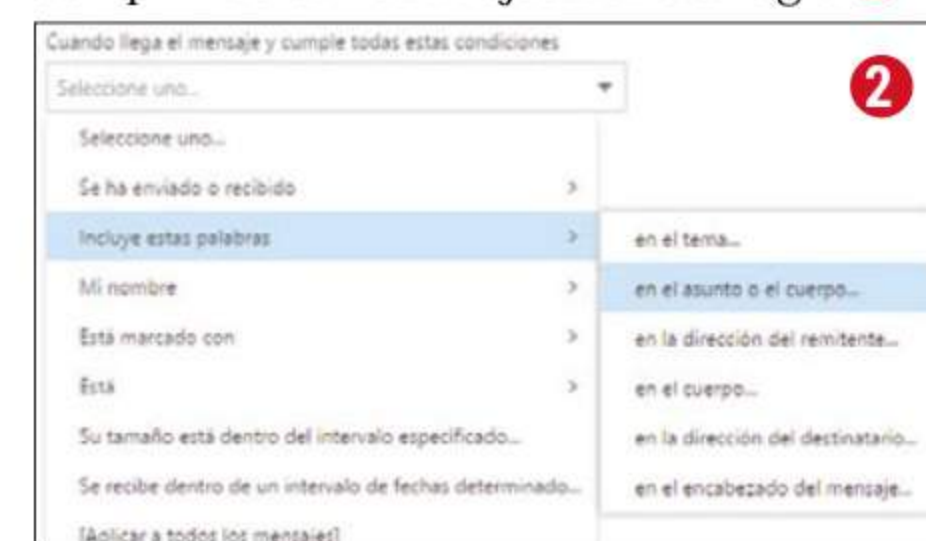 Cuando llega el mensaje y cumple todas estas condiciones
Seleccione uno...
2
Seleccione uno...
Se ha enviado o recibido
Incluye estas palabras
Mi nombre
Está marcado con
Está
Su tamaño está dentro del intervalo especificado...
Se recibe dentro de un intervalo de fechas determinado...
[Aplicar a todos los mensajes]
en el tema...
en el asunto o el cuerpo...
en la dirección del remitente...
en el cuerpo...
en la dirección del destinatario...
en el encabezado del mensaje...